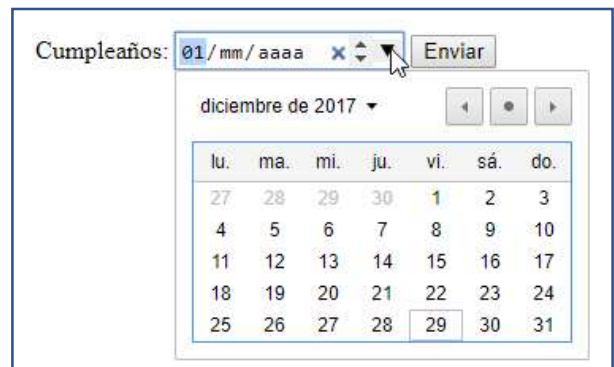 Cumpleaños: 01/mm/aaaa Enviar
diciembre de 2017
lu. ma. mi. ju. vi. sá. do.
27 28 29 30 1 2 3
4 5 6 7 8 9 10
11 12 13 14 15 16 17
18 19 20 21 22 23 24
25 26 27 28 29 30 31